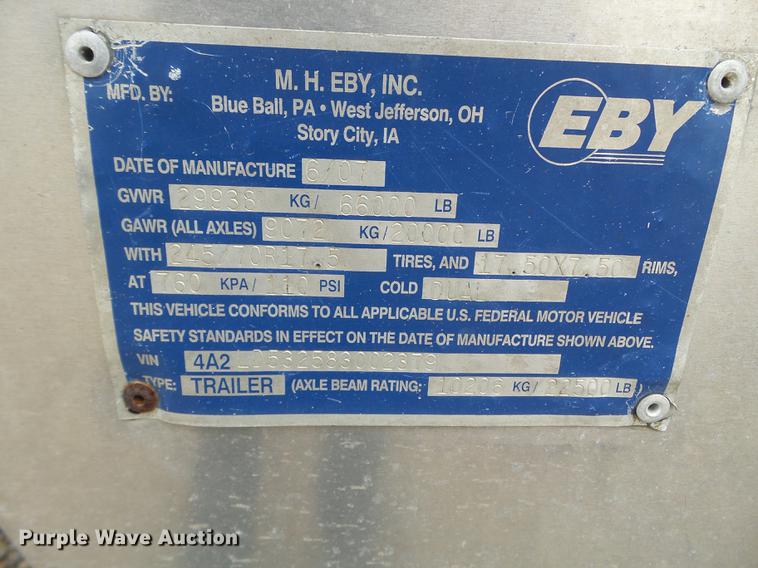 MFD. BY:
M. H. EBY, INC.
Blue Ball, PA • West Jefferson, OH
Story City, IA
EBY
DATE OF MANUFACTURE 6/07
GVWR 29938 KG/ 66000 LB
GAWR (ALL AXLES) 9072 KG/ 20000 LB
WITH 245/70R17.5 TIRES, AND 17.50X7.50 RIMS,
AT 760 KPA/ 110 PSI COLD DUAL
THIS VEHICLE CONFORMS TO ALL APPLICABLE U.S. FEDERAL MOTOR VEHICLE
SAFETY STANDARDS IN EFFECT ON THE DATE OF MANUFACTURE SHOWN ABOVE.
VIN 4A2
TYPE: TRAILER (AXLE BEAM RATING: 10206 KG/ 22500 LB)
Purple Wave Auction